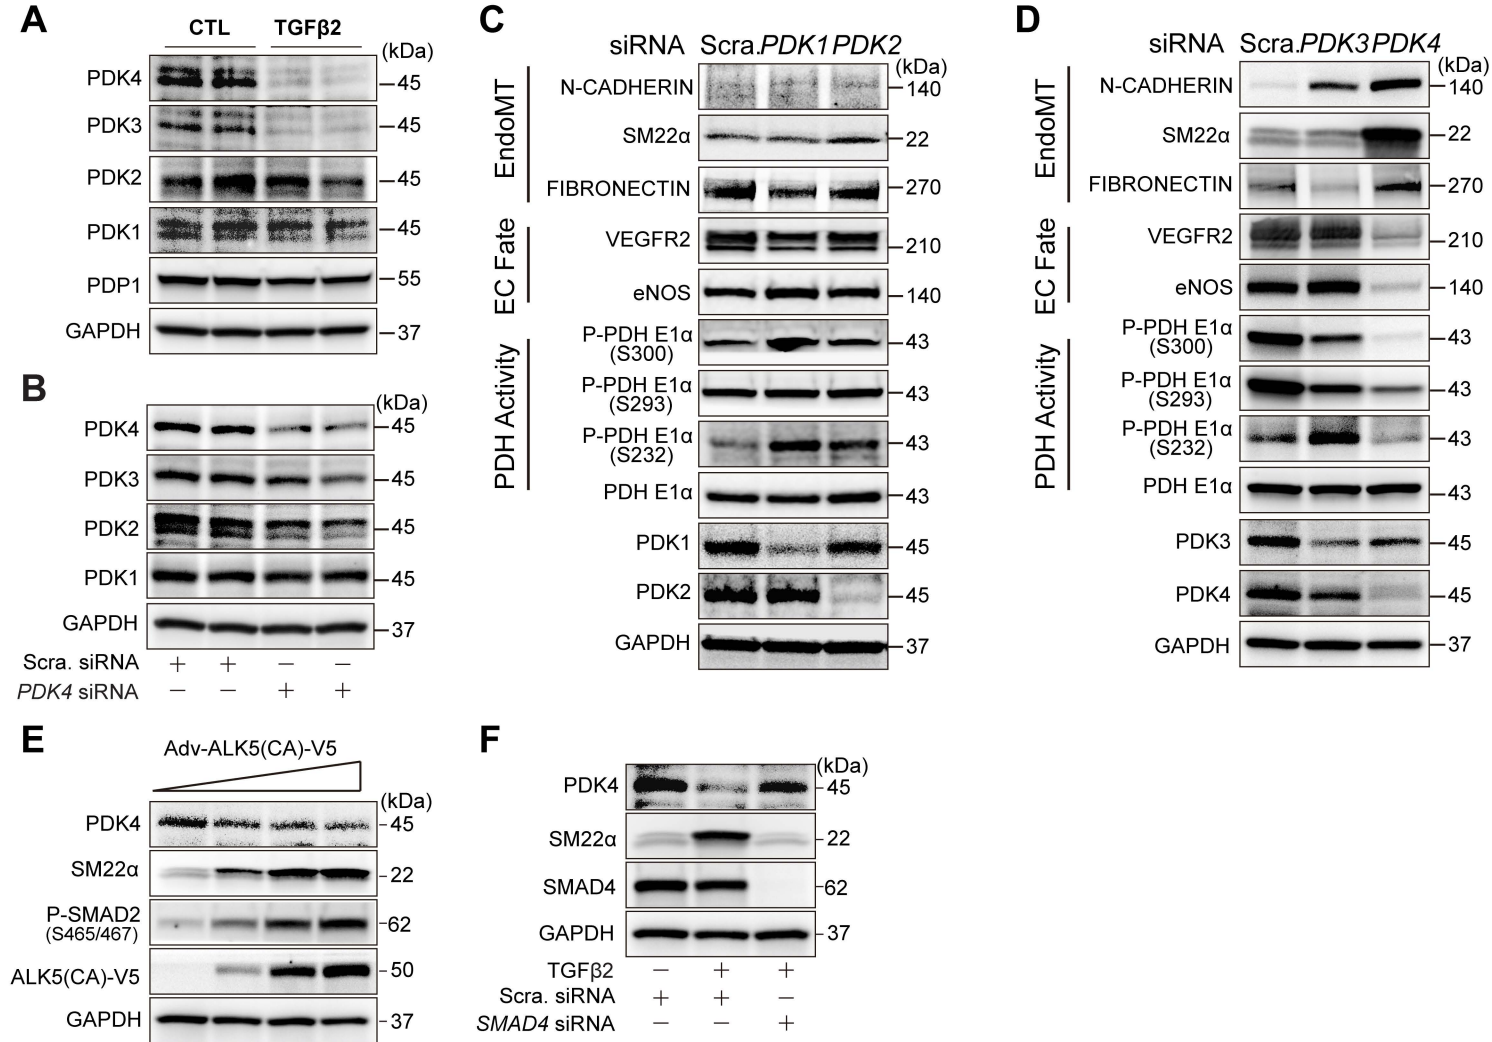 A
CTL TGFβ2
(kDa)
PDK4 45
PDK3 45
PDK2 45
PDK1 45
PDP1 55
GAPDH 37
B
(kDa)
PDK4 45
PDK3 45
PDK2 45
PDK1 45
GAPDH 37
Scra. siRNA + + − −
PDK4 siRNA − − + +
C
siRNA Scra. PDK1 PDK2
(kDa)
EndoMT
N-CADHERIN 140
SM22α 22
FIBRONECTIN 270
EC Fate
VEGFR2 210
eNOS 140
PDH Activity
P-PDH E1α 43
(S300)
P-PDH E1α 43
(S293)
P-PDH E1α 43
(S232)
PDH E1α 43
PDK1 45
PDK2 45
GAPDH 37
D
siRNA Scra. PDK3 PDK4
(kDa)
EndoMT
N-CADHERIN 140
SM22α 22
FIBRONECTIN 270
EC Fate
VEGFR2 210
eNOS 140
PDH Activity
P-PDH E1α 43
(S300)
P-PDH E1α 43
(S293)
P-PDH E1α 43
(S232)
PDH E1α 43
PDK3 45
PDK4 45
GAPDH 37
E
Adv-ALK5(CA)-V5
(kDa)
PDK4 45
SM22α 22
P-SMAD2 62
(S465/467)
ALK5(CA)-V5 50
GAPDH 37
F
(kDa)
PDK4 45
SM22α 22
SMAD4 62
GAPDH 37
TGFβ2 − + +
Scra. siRNA + + −
SMAD4 siRNA − − +